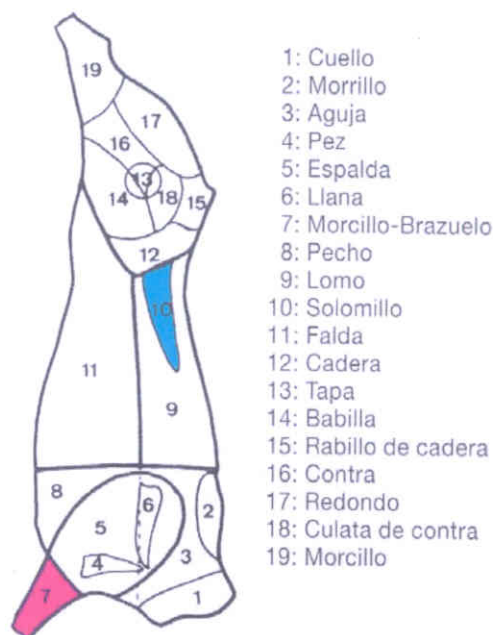 19
17
16
13
14
18
15
12
10
11
9
8
6
2
5
4
3
7
1
1: Cuello
2: Morrillo
3: Aguja
4: Pez
5: Espalda
6: Llana
7: Morcillo-Brazuelo
8: Pecho
9: Lomo
10: Solomillo
11: Falda
12: Cadera
13: Tapa
14: Babilla
15: Rabillo de cadera
16: Contra
17: Redondo
18: Culata de contra
19: Morcillo